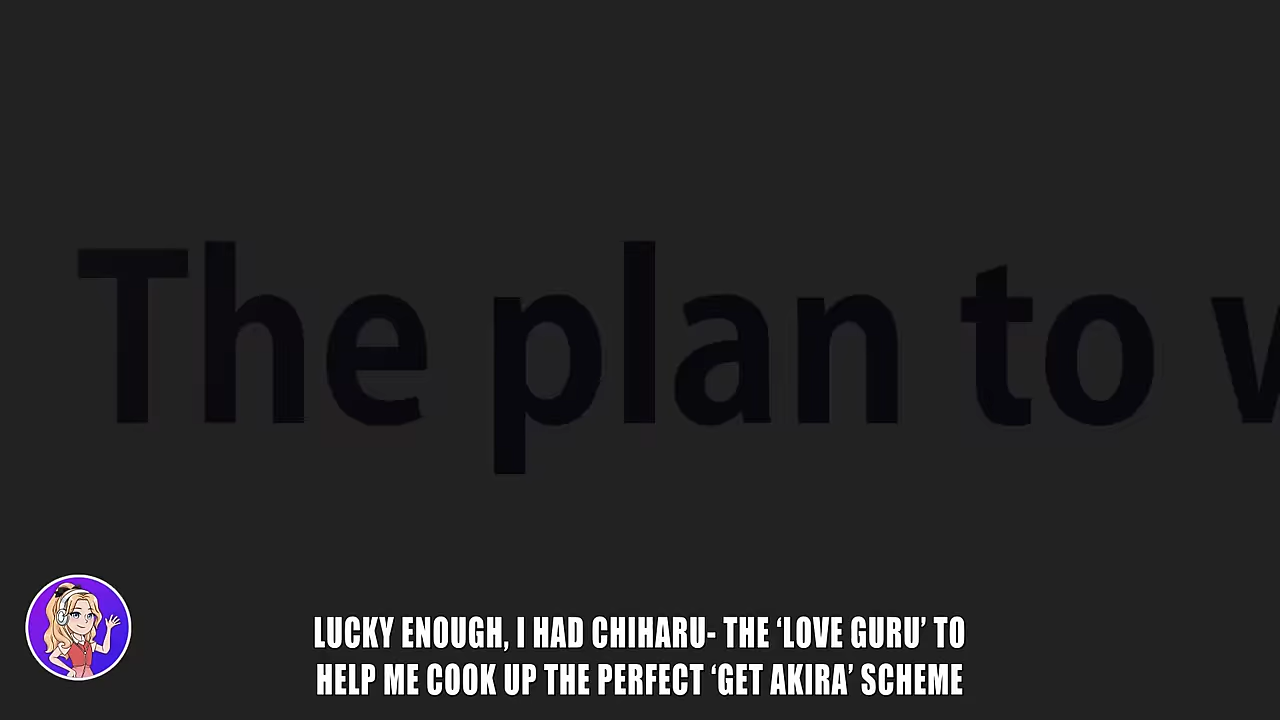 The plan to
LUCKY ENOUGH, I HAD CHIHARU- THE ‘LOVE GURU’ TO
HELP ME COOK UP THE PERFECT ‘GET AKIRA’ SCHEME